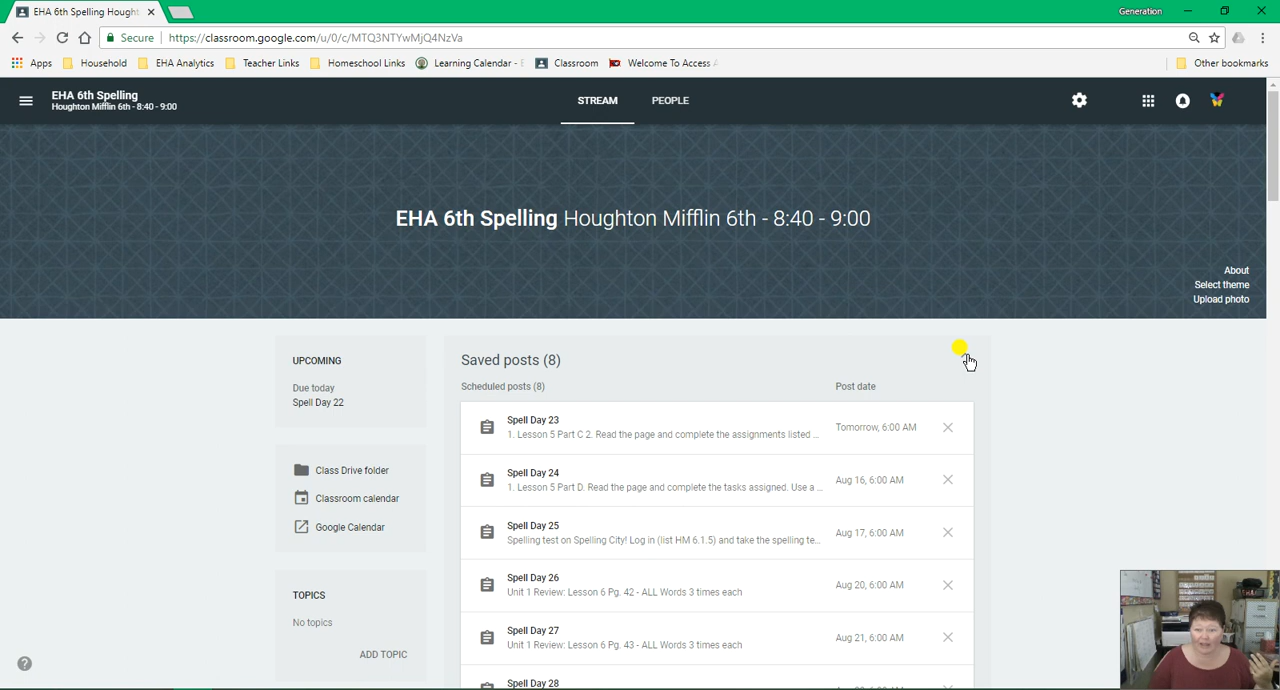 EHA 6th Spelling Hought
Generation
Secure
https://classroom.google.com/u/0/c/MTQ3NTYwMjQ4NzVa
Apps
Household
EHA Analytics
Teacher Links
Homeschool Links
Learning Calendar - E
Classroom
Welcome To Access A
Other bookmarks
EHA 6th Spelling
Houghton Mifflin 6th - 8:40 - 9:00
STREAM
PEOPLE
EHA 6th Spelling Houghton Mifflin 6th - 8:40 - 9:00
About
Select theme
Upload photo
UPCOMING
Due today
Spell Day 22
Class Drive folder
Classroom calendar
Google Calendar
TOPICS
No topics
ADD TOPIC
Saved posts (8)
Scheduled posts (8)
Post date
Spell Day 23
1. Lesson 5 Part C 2. Read the page and complete the assignments listed ...
Tomorrow, 6:00 AM
Spell Day 24
1. Lesson 5 Part D. Read the page and complete the tasks assigned. Use a ...
Aug 16, 6:00 AM
Spell Day 25
Spelling test on Spelling City! Log in (list HM 6.1.5) and take the spelling te...
Aug 17, 6:00 AM
Spell Day 26
Unit 1 Review: Lesson 6 Pg. 42 - ALL Words 3 times each
Aug 20, 6:00 AM
Spell Day 27
Unit 1 Review: Lesson 6 Pg. 43 - ALL Words 3 times each
Aug 21, 6:00 AM
Spell Day 28